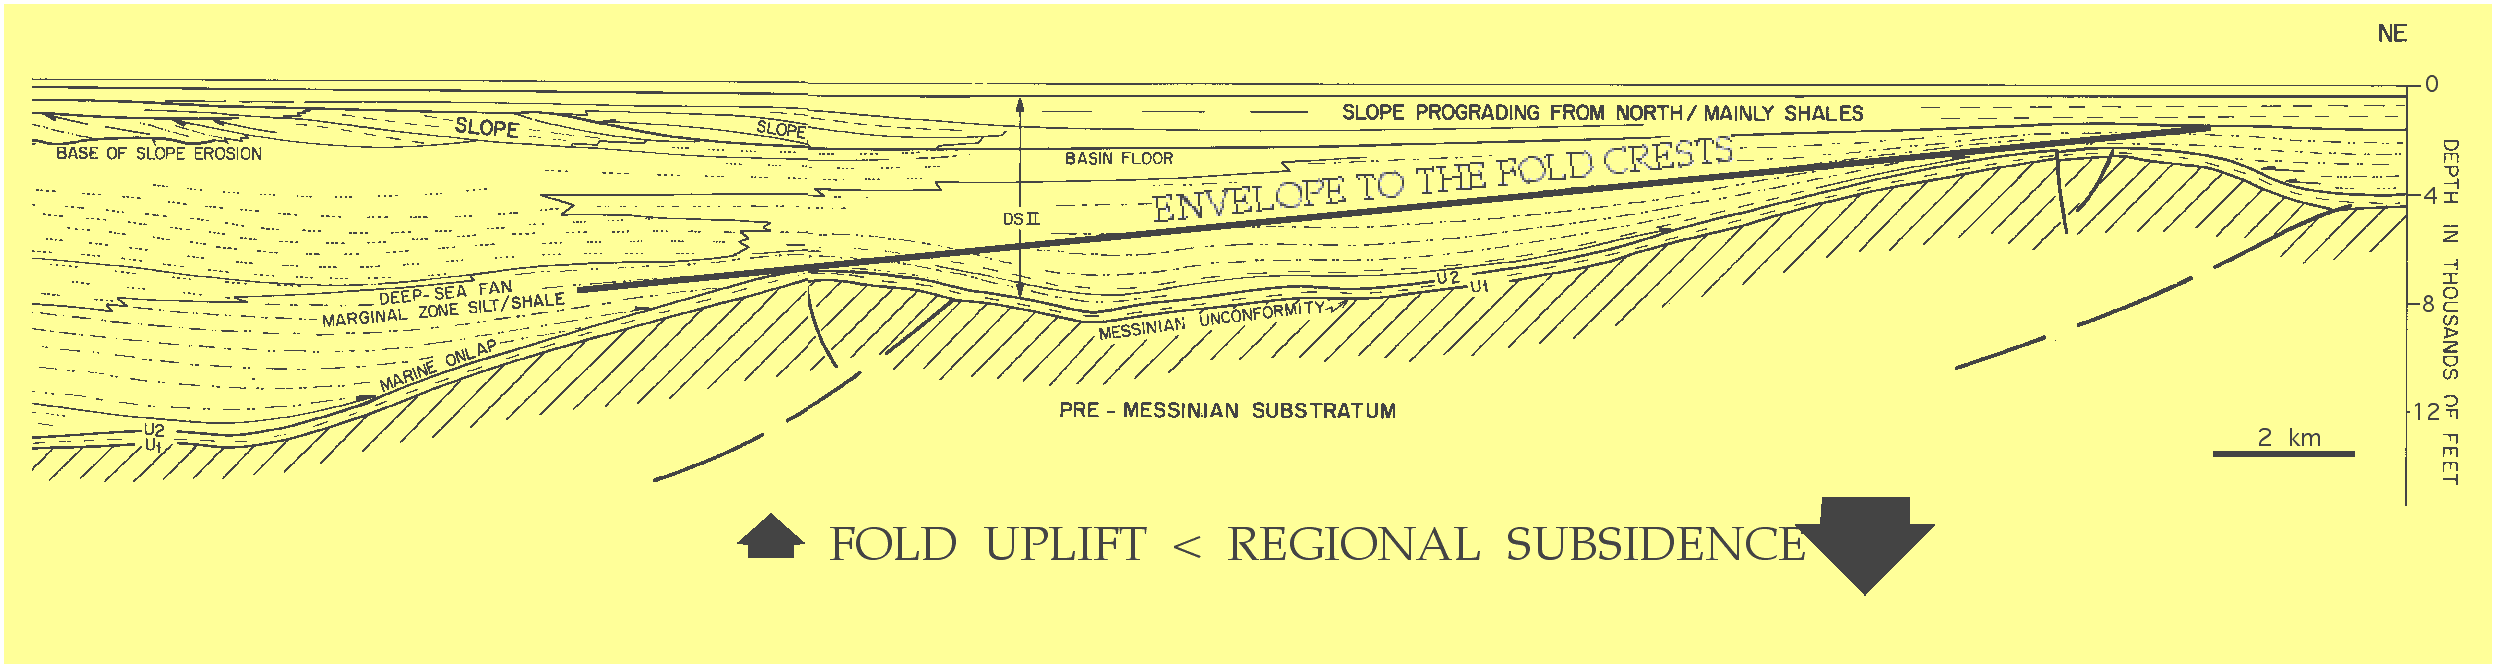 NE
0
SLOPE PROGRADING FROM NORTH / MAINLY SHALES
SLOPE
SLOPE
BASE OF SLOPE EROSION
BASIN FLOOR
ENVELOPE TO THE FOLD CRESTS
4
DS II
DEEP-SEA FAN
MARGINAL ZONE SILT/SHALE
U2
U1
MESSINIAN UNCONFORMITY
8
MARINE ONLAP
PRE - MESSINIAN SUBSTRATUM
12
U2
U1
2 km
DEPTH IN THOUSANDS OF FEET
FOLD UPLIFT < REGIONAL SUBSIDENCE